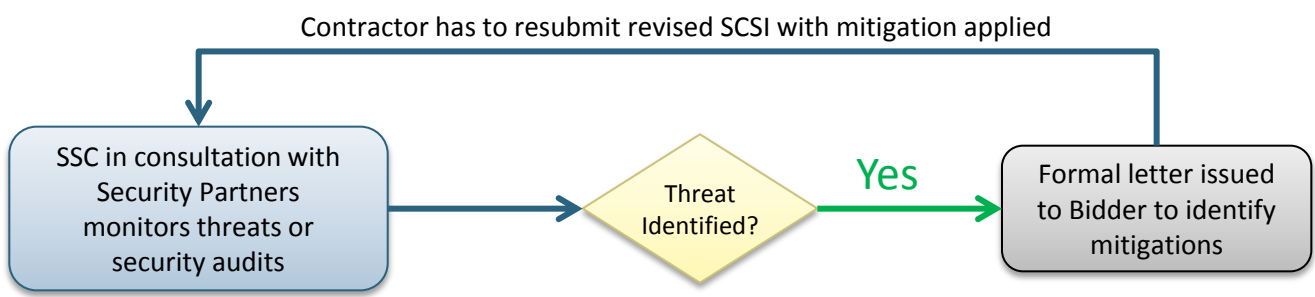 Contractor has to resubmit revised SCSI with mitigation applied
SSC in consultation with
Security Partners
monitors threats or
security audits
Threat
Identified?
Yes
Formal letter issued
to Bidder to identify
mitigations